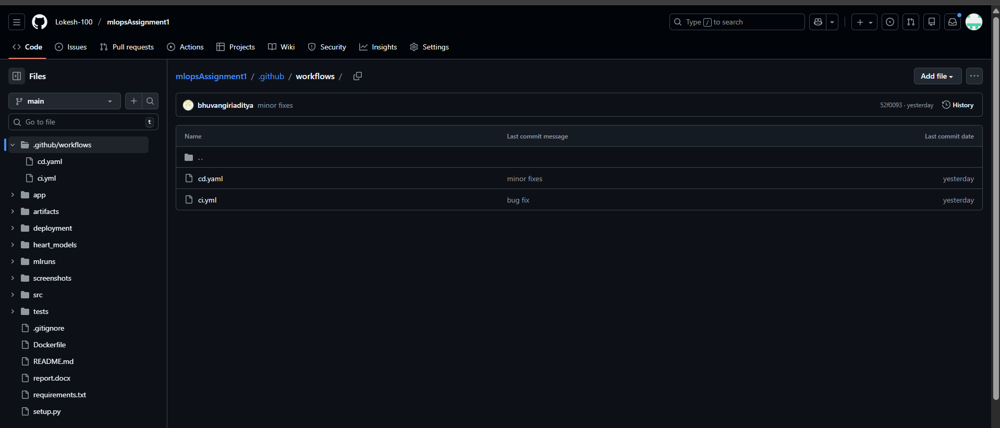 Lokesh-100 / mlopsAssignment1
Type / to search
Code Issues Pull requests Actions Projects Wiki Security Insights Settings
Files
main
Go to file
t
.github/workflows
cd.yaml
ci.yml
app
artifacts
deployment
heart_models
mlruns
screenshots
src
tests
.gitignore
Dockerfile
README.md
report.docx
requirements.txt
setup.py
mlopsAssignment1 / .github / workflows /
Add file
bhuvangiriaditya minor fixes
52f0093 · yesterday
History
Name Last commit message Last commit date
..
cd.yaml minor fixes yesterday
ci.yml bug fix yesterday